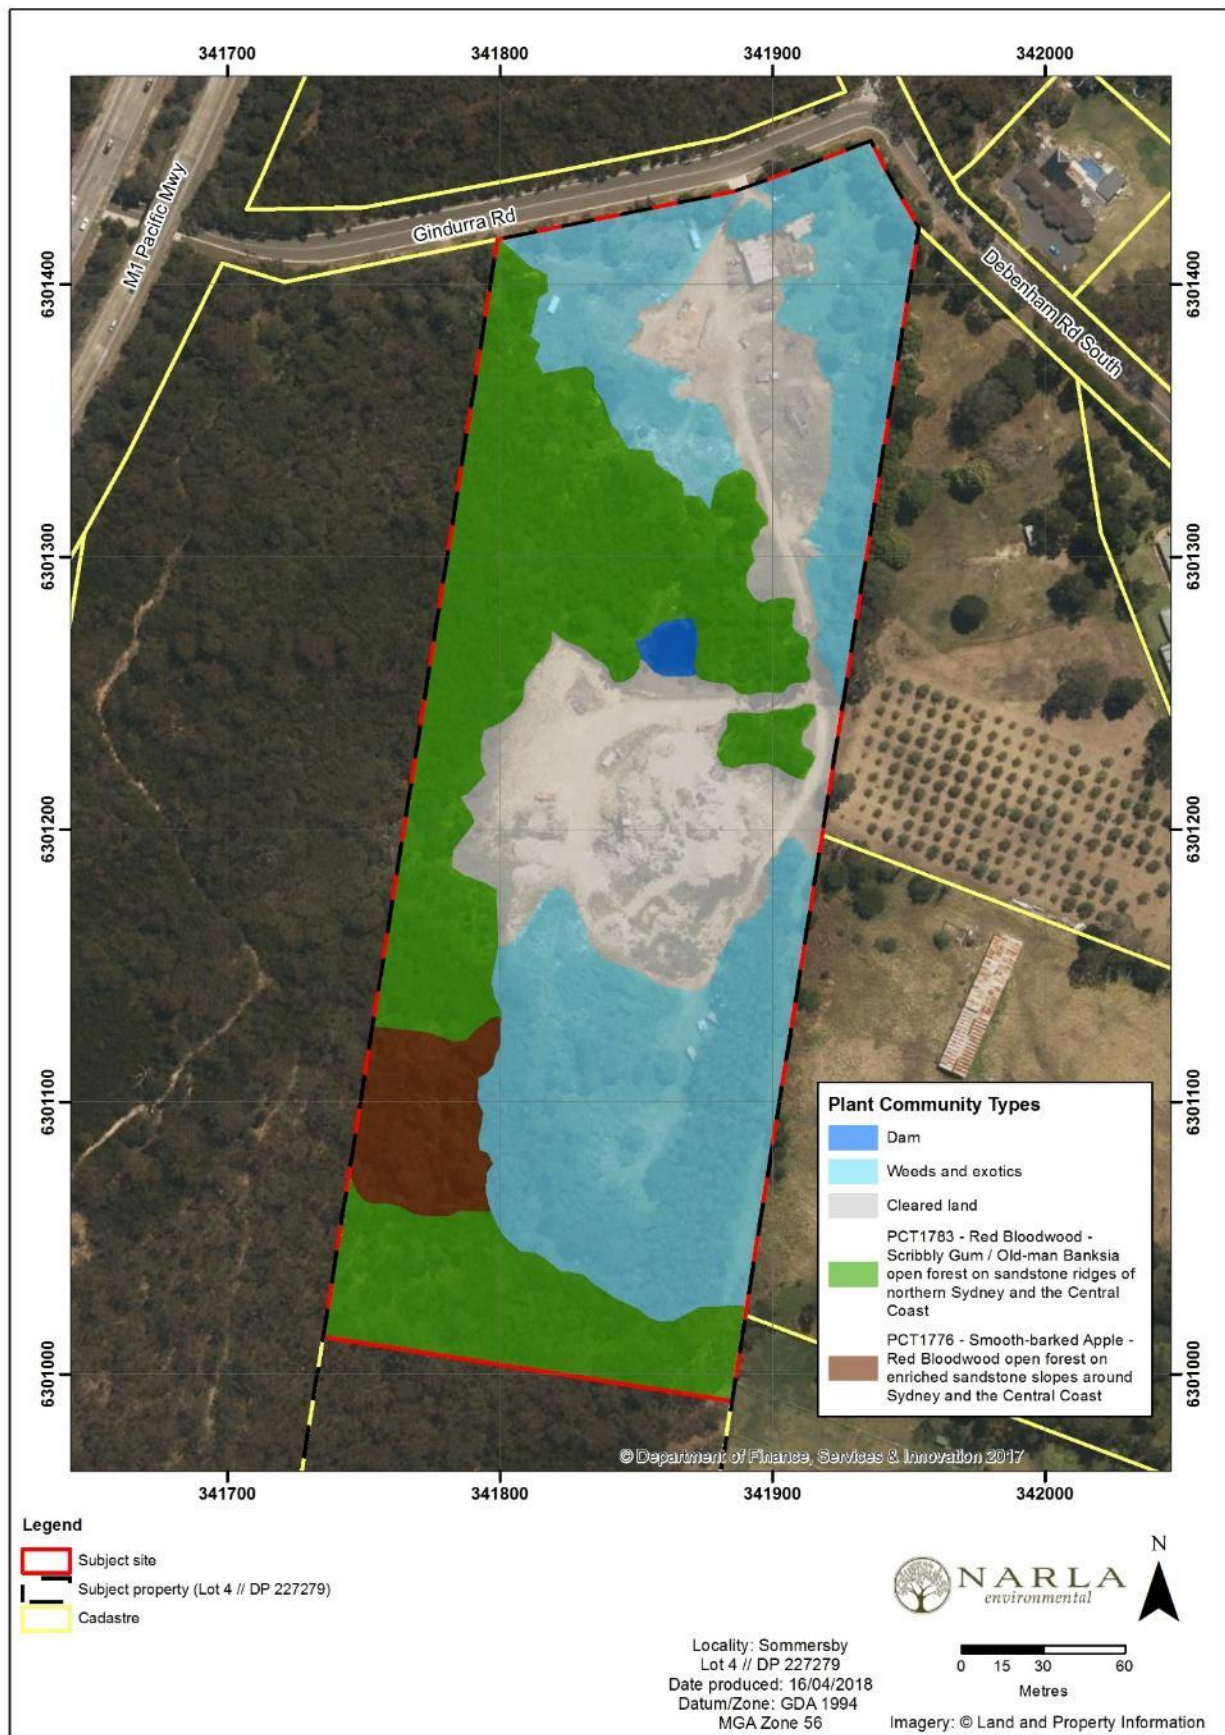 341700
341800
341900
342000
M1 Pacific Mwy
Gindurra Rd
Debenham Rd South
6301400
6301400
6301300
6301300
6301200
6301200
6301100
6301100
6301000
6301000
Plant Community Types
Dam
Weeds and exotics
Cleared land
PCT1783 - Red Bloodwood -
Scribbly Gum / Old-man Banksia
open forest on sandstone ridges of
northern Sydney and the Central
Coast
PCT1776 - Smooth-barked Apple -
Red Bloodwood open forest on
enriched sandstone slopes around
Sydney and the Central Coast
© Department of Finance, Services & Innovation 2017
341700
341800
341900
342000
Legend
Subject site
Subject property (Lot 4 // DP 227279)
Cadastre
NARLA
environmental
N
Locality: Sommersby
Lot 4 // DP 227279
Date produced: 16/04/2018
Datum/Zone: GDA 1994
MGA Zone 56
0 15 30 60
Metres
Imagery: © Land and Property Information